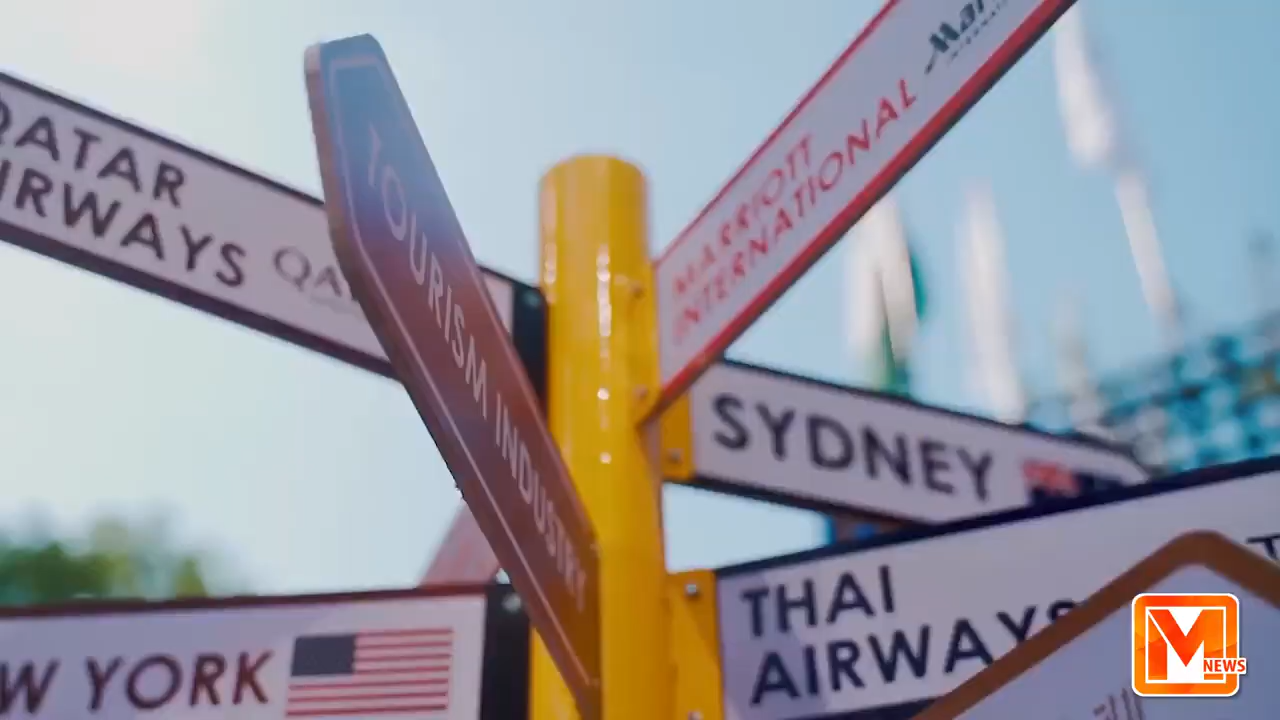 QATAR
AIRWAYS
TOURISM INDUSTRY
MARRIOTT
INTERNATIONAL
SYDNEY
THAI
AIRWAYS
YORK
M
NEWS